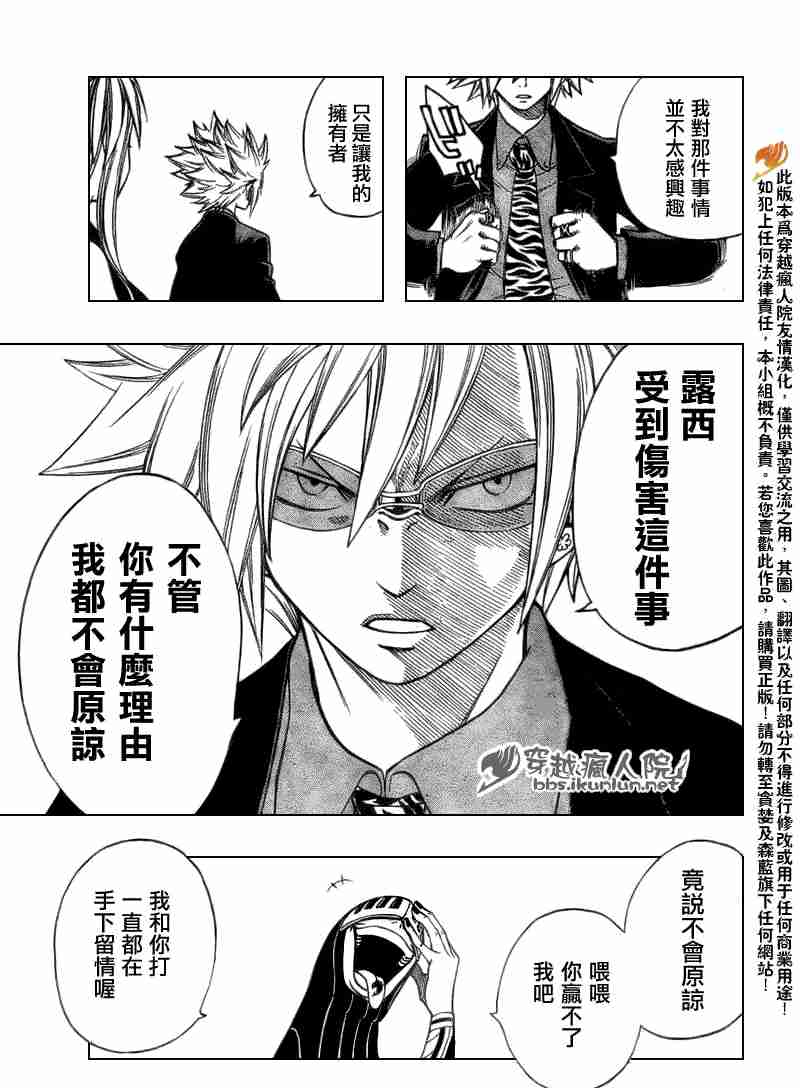 我對那件事情
並不太感興趣
只是讓我的
擁有者
露西
受到傷害這件事
不管
你有什麼理由
我都不會原諒
竟説不會原諒
喂喂
你贏不了
我吧
我和你打
一直都在
手下留情喔
穿越瘋人院
bbs.ikunlun.net
此版本爲穿越瘋人院友情漢化，僅供學習交流之用，其圖、翻譯以及任何部分不得進行修改或用于任何商業用途！
如犯上任何法律責任，本小組概不負責。若您喜歡此作品，請購買正版！請勿轉至貪婪及森藍旗下任何網站！